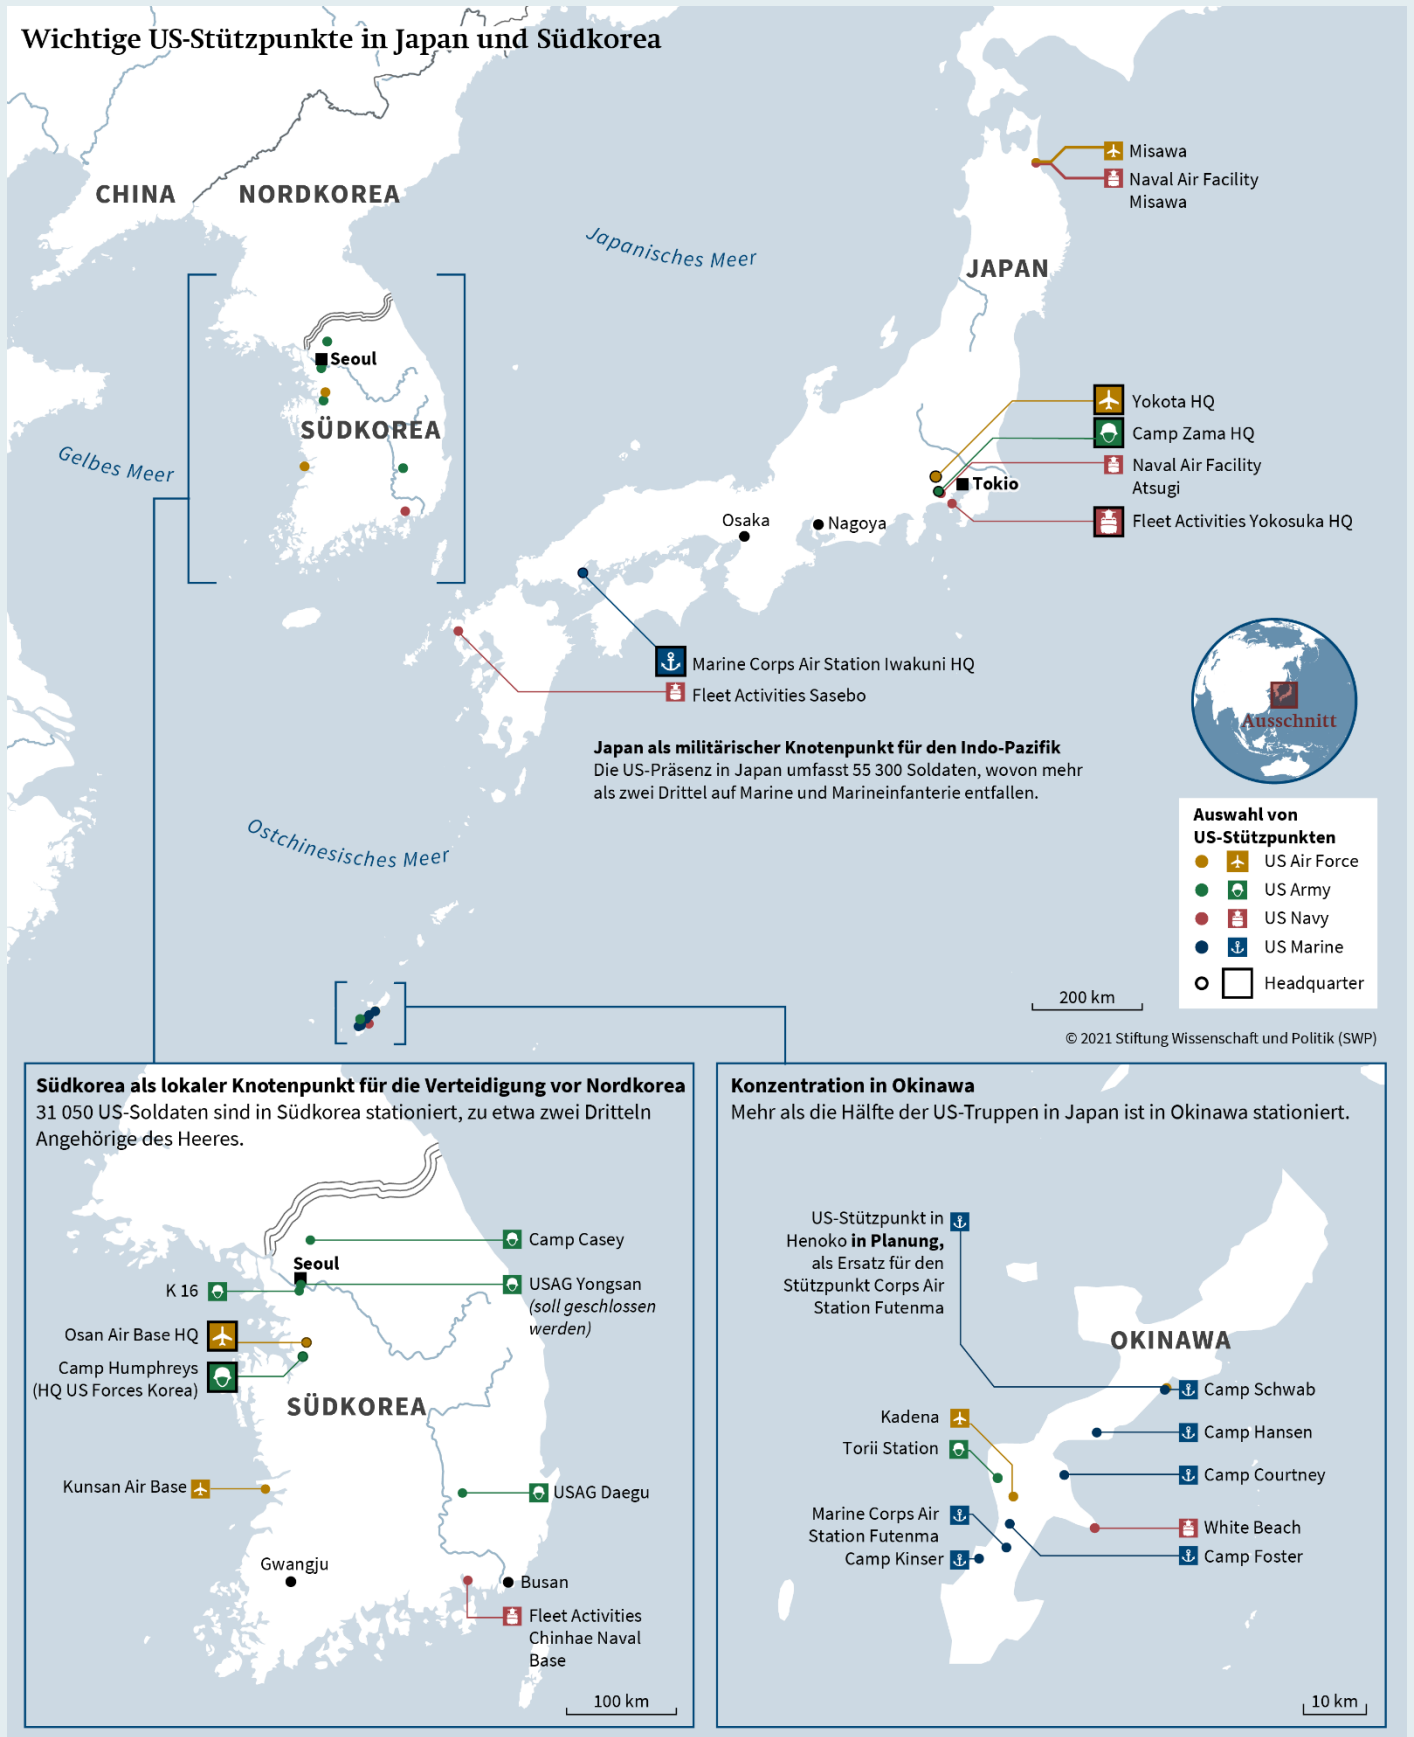 Wichtige US-Stützpunkte in Japan und Südkorea
CHINA
NORDKOREA
Japanisches Meer
JAPAN
Misawa
Naval Air Facility
Misawa
Seoul
SÜDKOREA
Gelbes Meer
Yokota HQ
Camp Zama HQ
Naval Air Facility
Atsugi
Tokio
Fleet Activities Yokosuka HQ
Osaka
Nagoya
Marine Corps Air Station Iwakuni HQ
Fleet Activities Sasebo
Ausschnitt
Japan als militärischer Knotenpunkt für den Indo-Pazifik
Die US-Präsenz in Japan umfasst 55 300 Soldaten, wovon mehr
als zwei Drittel auf Marine und Marineinfanterie entfallen.
Ostchinesisches Meer
Auswahl von
US-Stützpunkten
US Air Force
US Army
US Navy
US Marine
Headquarter
200 km
© 2021 Stiftung Wissenschaft und Politik (SWP)
Südkorea als lokaler Knotenpunkt für die Verteidigung vor Nordkorea
31 050 US-Soldaten sind in Südkorea stationiert, zu etwa zwei Dritteln
Angehörige des Heeres.
Camp Casey
Seoul
K 16
USAG Yongsan
(soll geschlossen
werden)
Osan Air Base HQ
Camp Humphreys
(HQ US Forces Korea)
SÜDKOREA
Kunsan Air Base
USAG Daegu
Gwangju
Busan
Fleet Activities
Chinhae Naval
Base
100 km
Konzentration in Okinawa
Mehr als die Hälfte der US-Truppen in Japan ist in Okinawa stationiert.
US-Stützpunkt in
Henoko in Planung,
als Ersatz für den
Stützpunkt Corps Air
Station Futenma
OKINAWA
Camp Schwab
Kadena
Camp Hansen
Torii Station
Camp Courtney
Marine Corps Air
Station Futenma
White Beach
Camp Kinser
Camp Foster
10 km